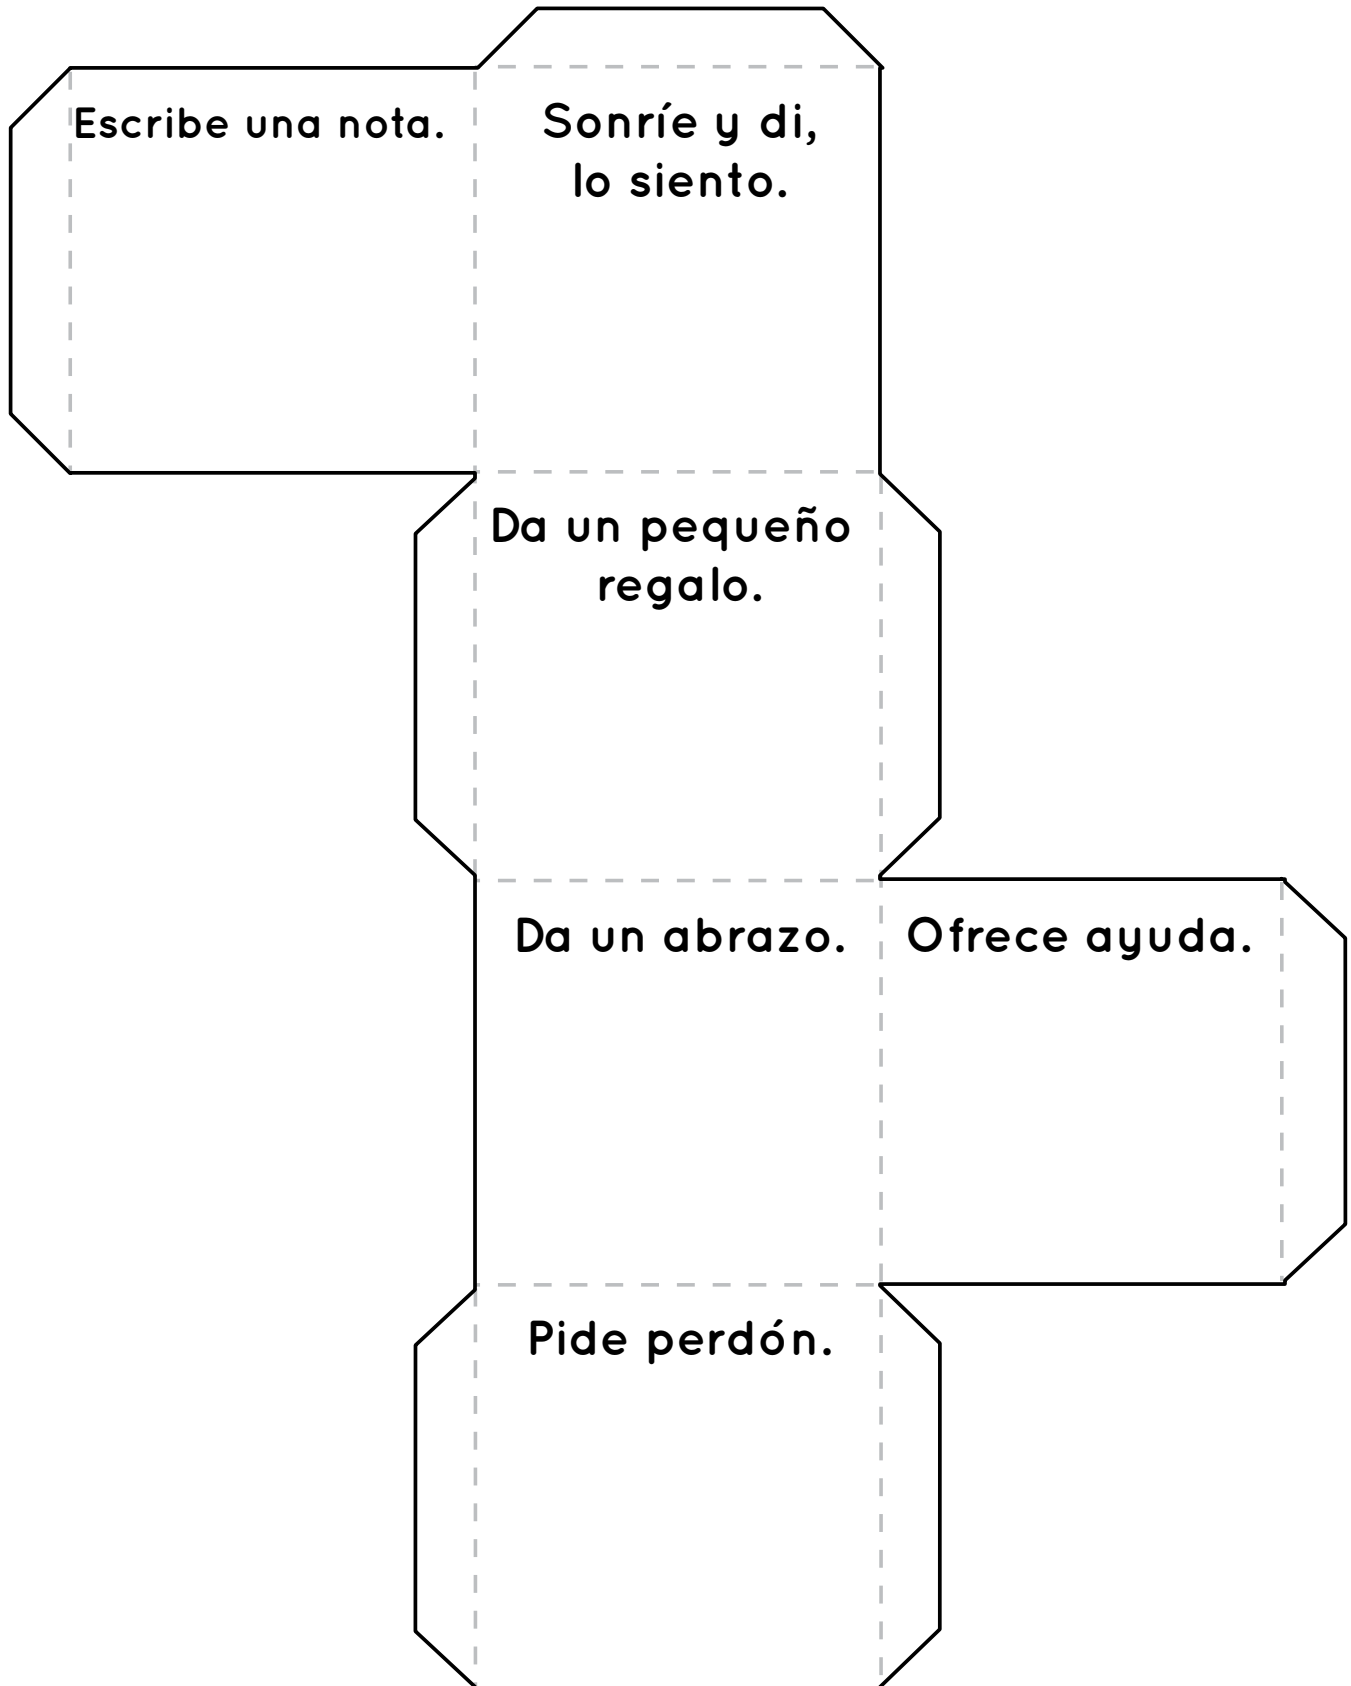 Escribe una nota.
Sonríe y di,
lo siento.
Da un pequeño
regalo.
Da un abrazo.
Ofrece ayuda.
Pide perdón.